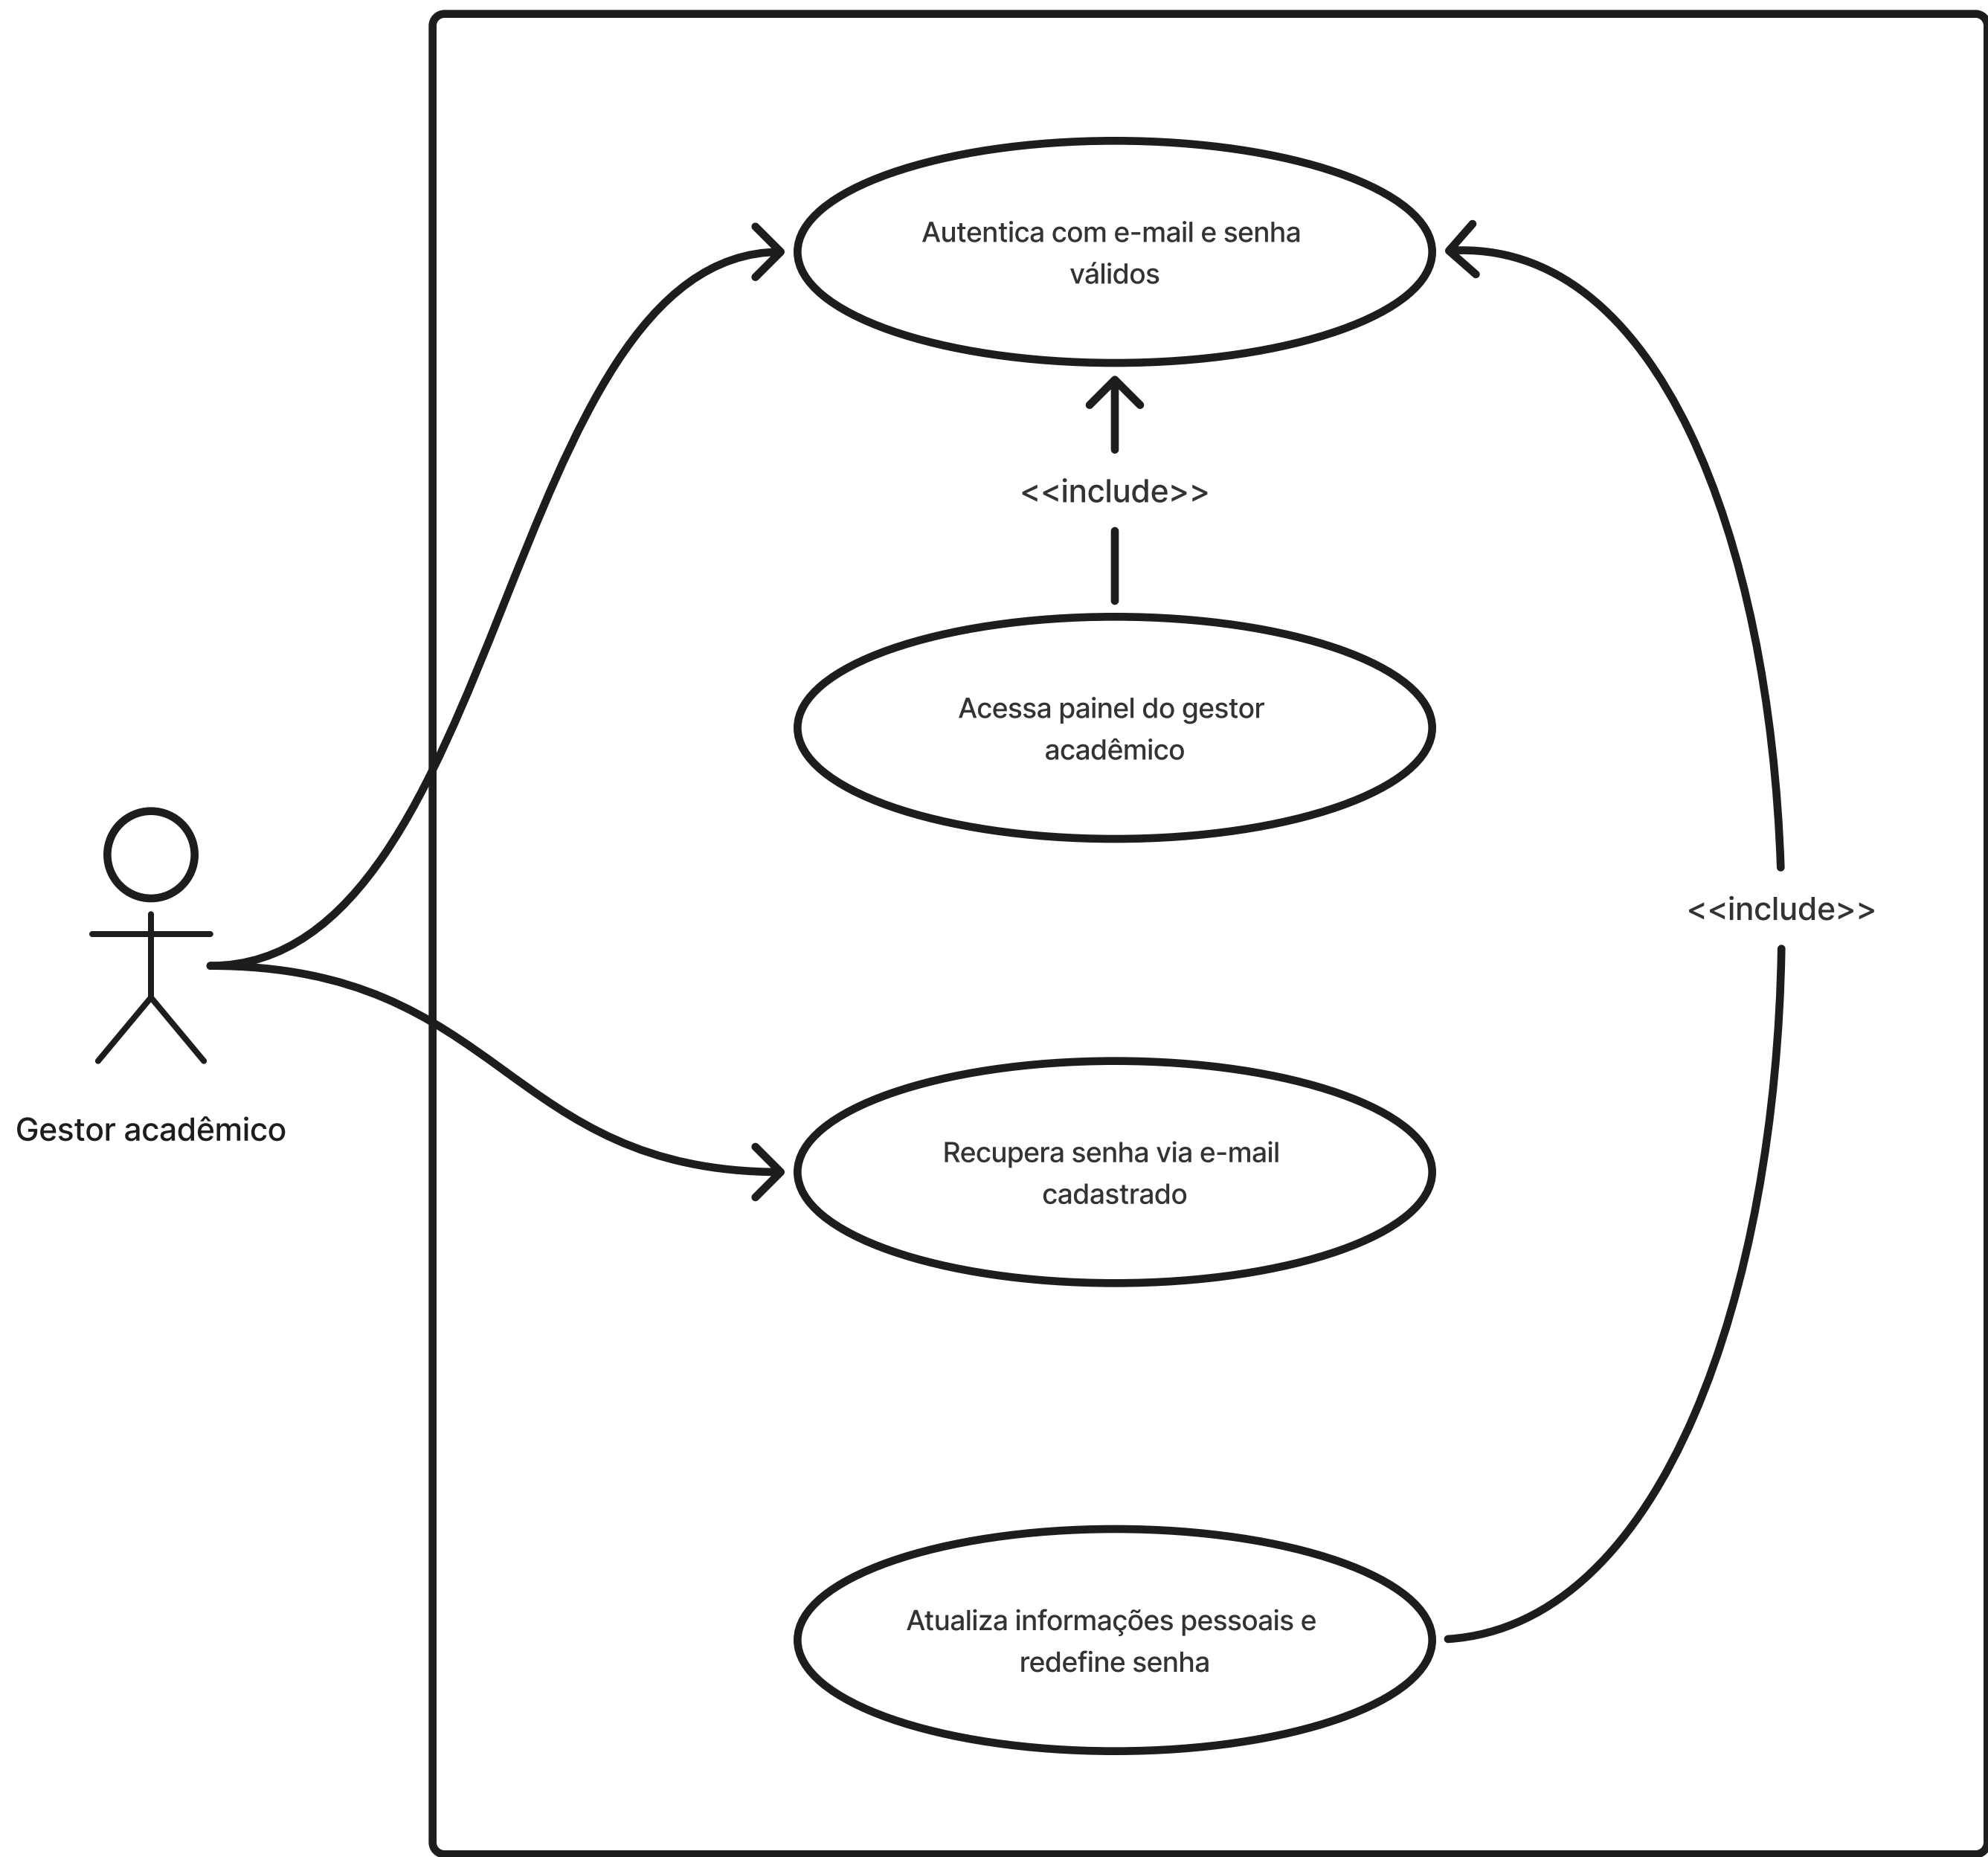 Autentica com e-mail e senha
válidos
<<include>>
Acessa painel do gestor
acadêmico
<<include>>
Gestor acadêmico
Recupera senha via e-mail
cadastrado
Atualiza informações pessoais e
redefine senha